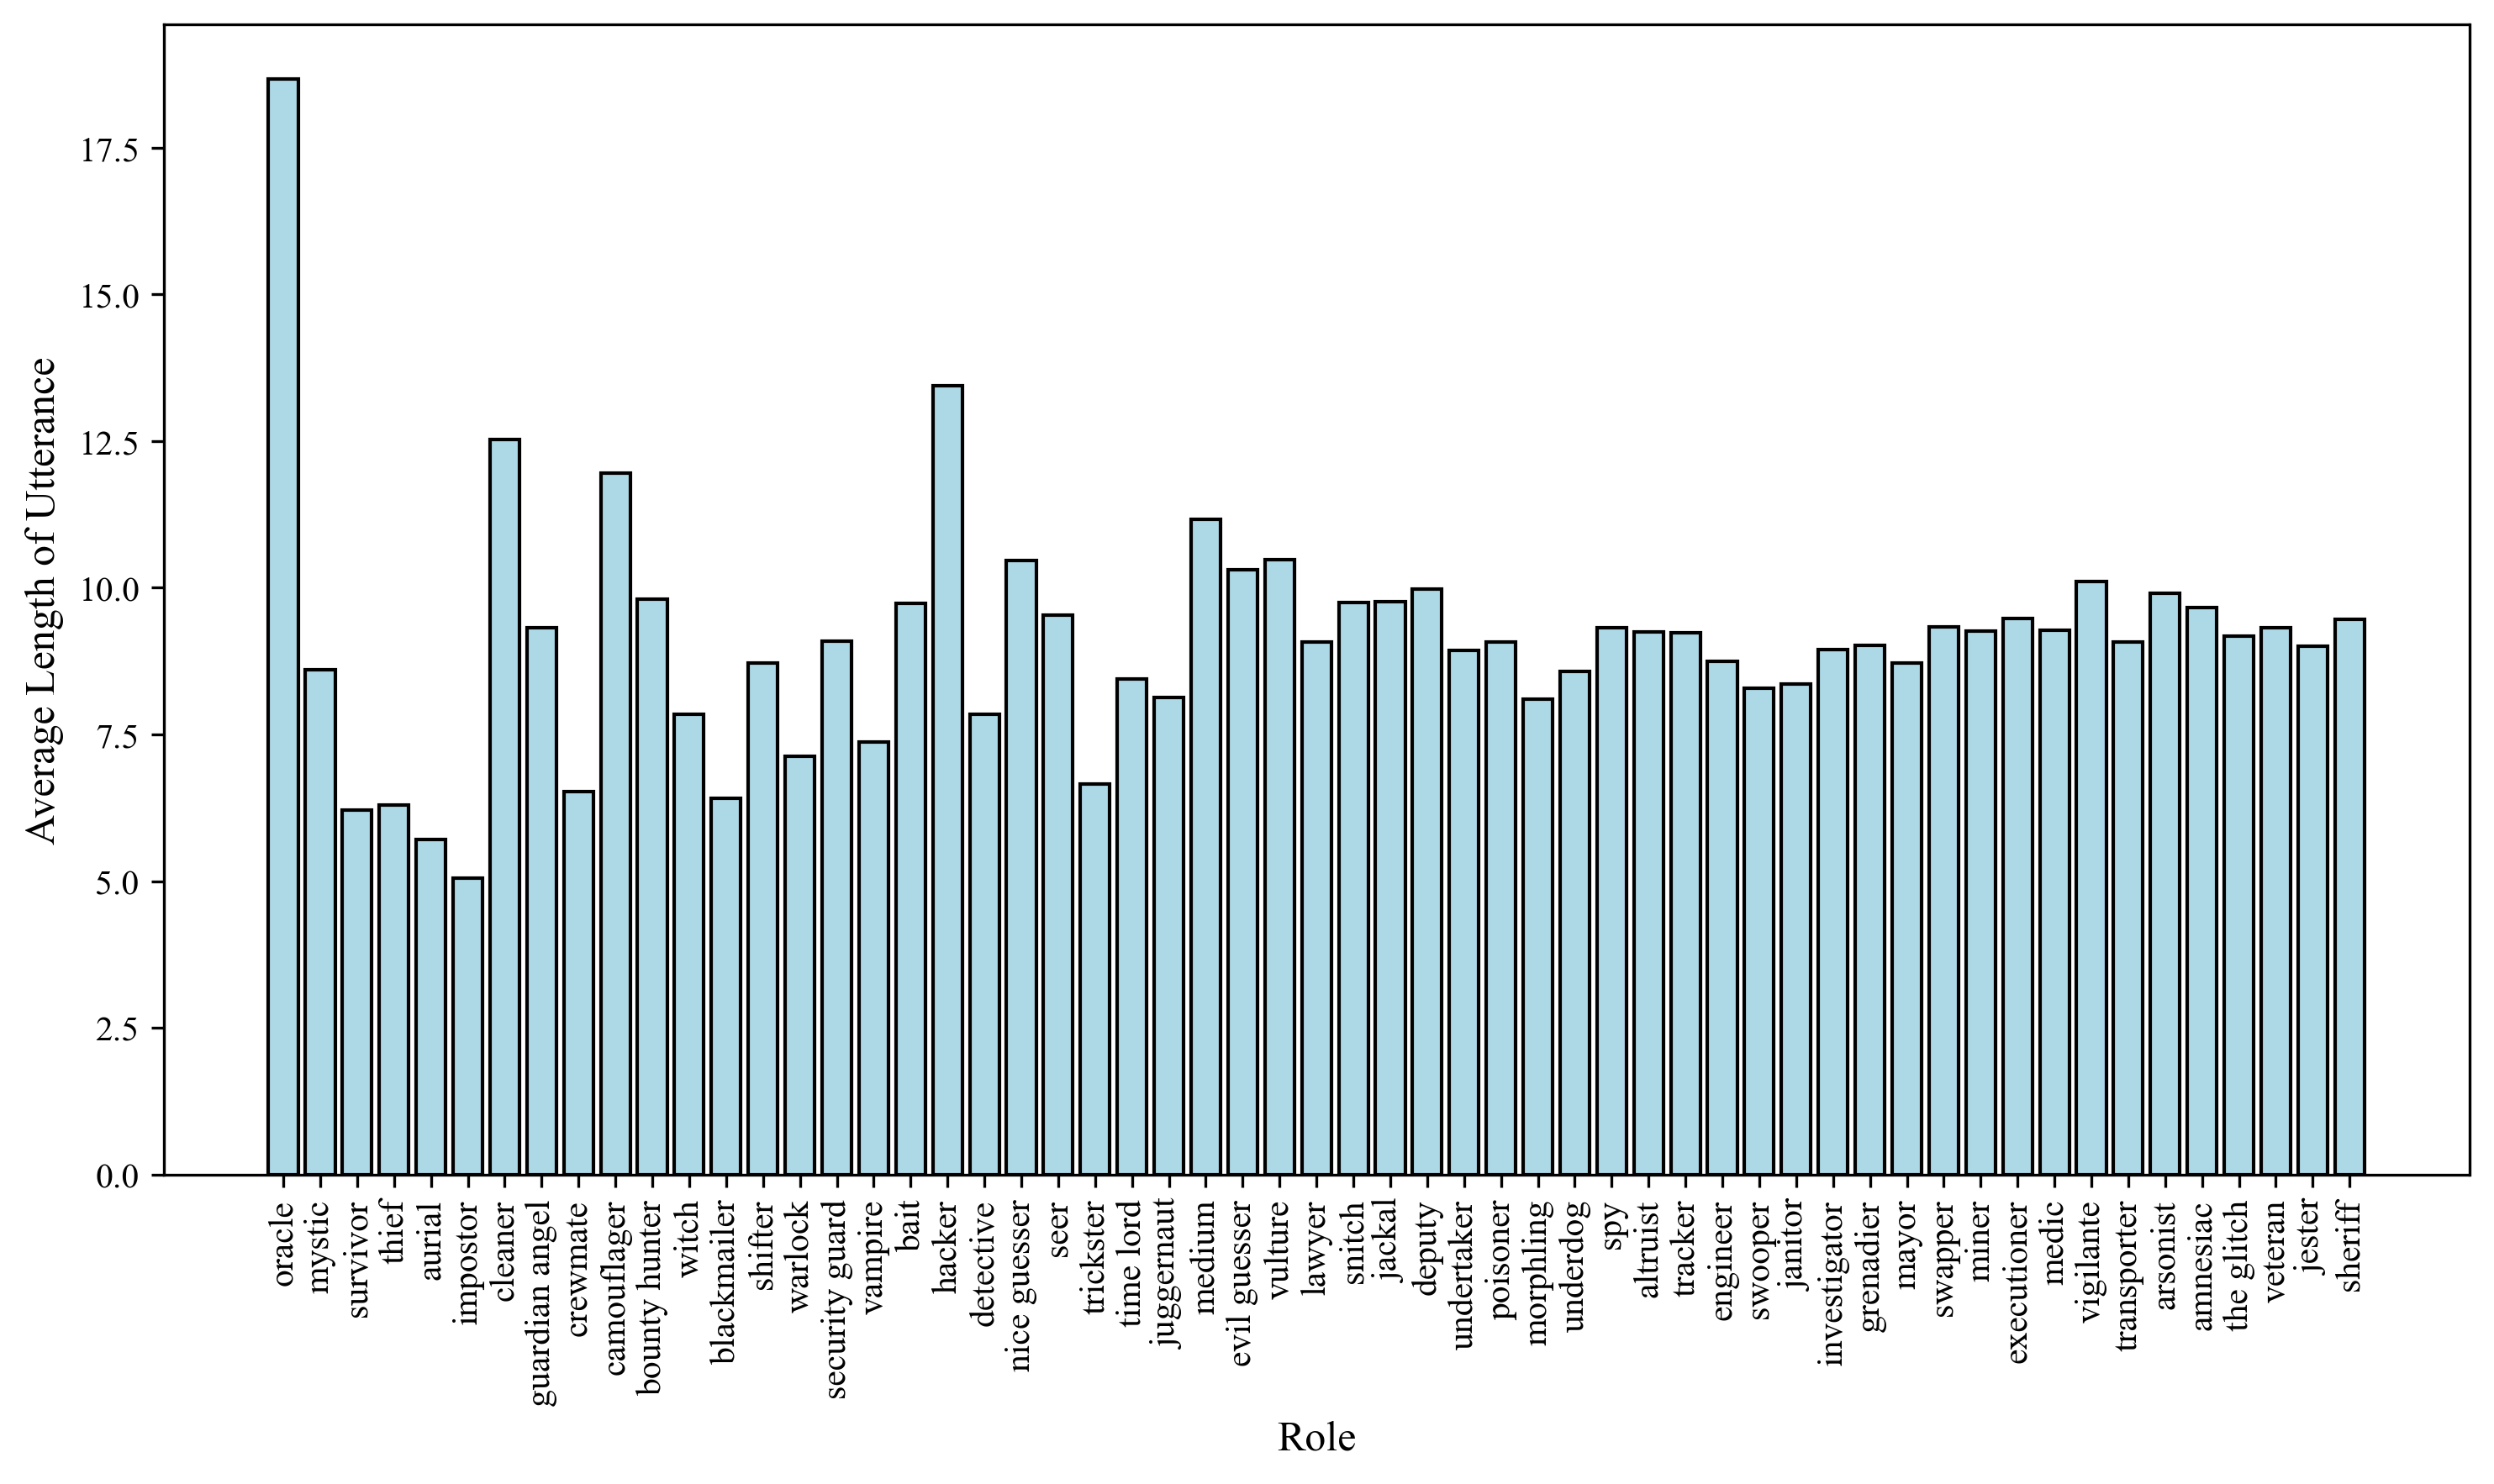 Average Length of Utterance
17.5
15.0
12.5
10.0
7.5
5.0
2.5
0.0
oracle
mystic
survivor
thief
aurial
impostor
cleaner
guardian angel
crewmate
camouflager
bounty hunter
witch
blackmailer
shifter
warlock
security guard
vampire
bait
hacker
detective
nice guesser
seer
trickster
time lord
juggernaut
medium
evil guesser
vulture
lawyer
snitch
jackal
deputy
undertaker
poisoner
morphling
underdog
spy
altruist
tracker
engineer
swooper
janitor
investigator
grenadier
mayor
swapper
miner
executioner
medic
vigilante
transporter
arsonist
amnesiac
the glitch
veteran
jester
sheriff
Role